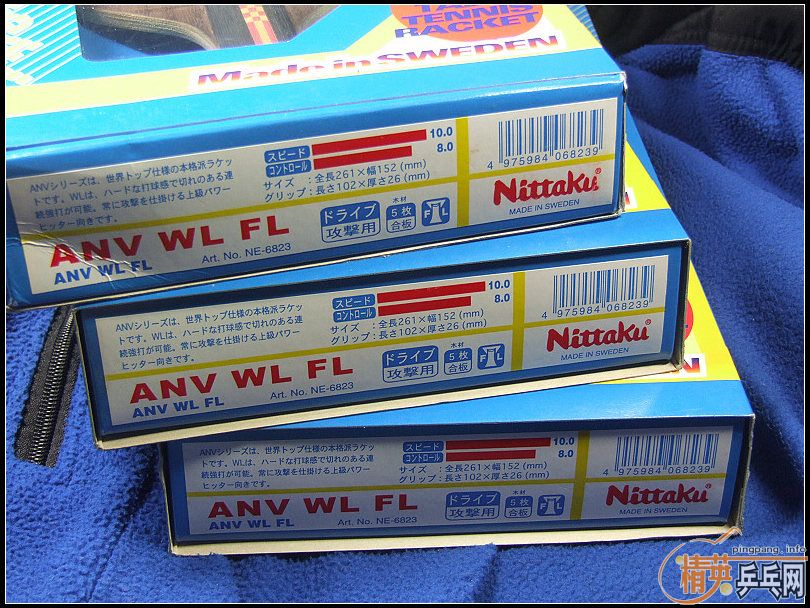 TENNIS
RACKET
Made in SWEDEN
ANVシリーズは、世界トップ仕様の本格派ラケッ
トです。WLは、ハードな打球感で切れのある連
続強打が可能。常に攻撃を仕掛ける上級パワー
ヒッター向きです。
スピード 10.0
コントロール 8.0
サイズ :全長261×幅152(mm)
グリップ:長さ102×厚さ26(mm)
4 975984 068239
Nittaku
MADE IN SWEDEN
ANV WL FL
ANV WL FL
Art. No. NE-6823
ドライブ
攻撃用
木材
5枚
合板
FL
ANVシリーズは、世界トップ仕様の本格派ラケッ
トです。WLは、ハードな打球感で切れのある連
続強打が可能。常に攻撃を仕掛ける上級パワー
ヒッター向きです。
スピード 10.0
コントロール 8.0
サイズ :全長261×幅152(mm)
グリップ:長さ102×厚さ26(mm)
4 975984 068239
Nittaku
MADE IN SWEDEN
ANV WL FL
ANV WL FL
Art. No. NE-6823
ドライブ
攻撃用
木材
5枚
合板
FL
ANVシリーズは、世界トップ仕様の本格派ラケッ
トです。WLは、ハードな打球感で切れのある連
続強打が可能。常に攻撃を仕掛ける上級パワー
ヒッター向きです。
スピード 10.0
コントロール 8.0
サイズ :全長261×幅152(mm)
グリップ:長さ102×厚さ26(mm)
4 975984 068239
Nittaku
MADE IN SWEDEN
ANV WL FL
ANV WL FL
Art. No. NE-6823
ドライブ
攻撃用
木材
5枚
合板
FL
pingpang.info
精英乒乓网